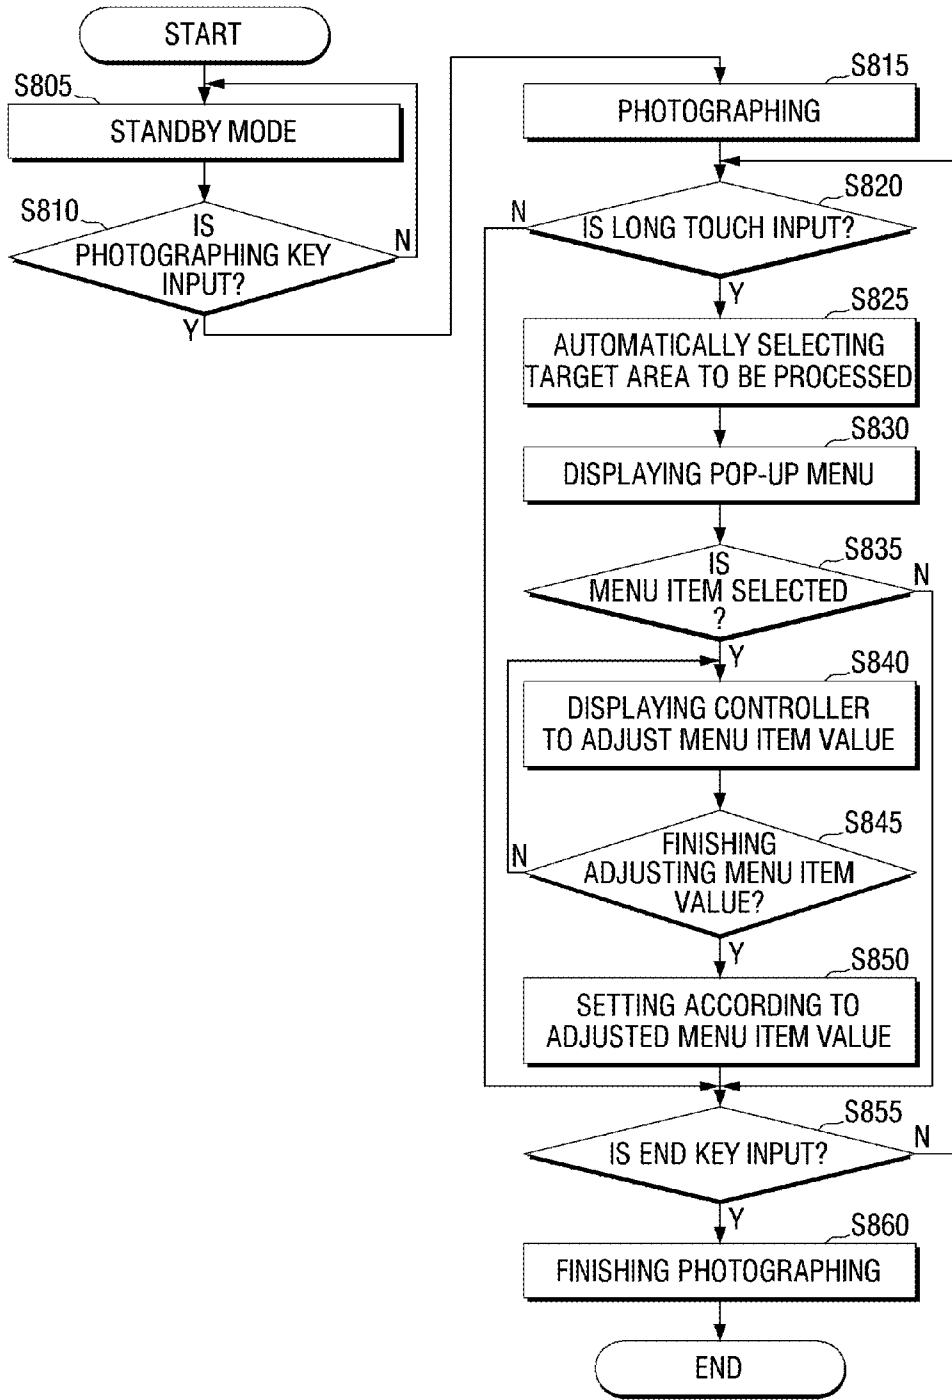 START
S805
STANDBY MODE
S810
IS
PHOTOGRAPHING KEY
INPUT?
N
Y
S815
PHOTOGRAPHING
S820
N
IS LONG TOUCH INPUT?
Y
S825
AUTOMATICALLY SELECTING
TARGET AREA TO BE PROCESSED
S830
DISPLAYING POP-UP MENU
S835
IS
MENU ITEM SELECTED
?
N
Y
S840
DISPLAYING CONTROLLER
TO ADJUST MENU ITEM VALUE
S845
N
FINISHING
ADJUSTING MENU ITEM
VALUE?
Y
S850
SETTING ACCORDING TO
ADJUSTED MENU ITEM VALUE
S855
IS END KEY INPUT?
N
Y
S860
FINISHING PHOTOGRAPHING
END